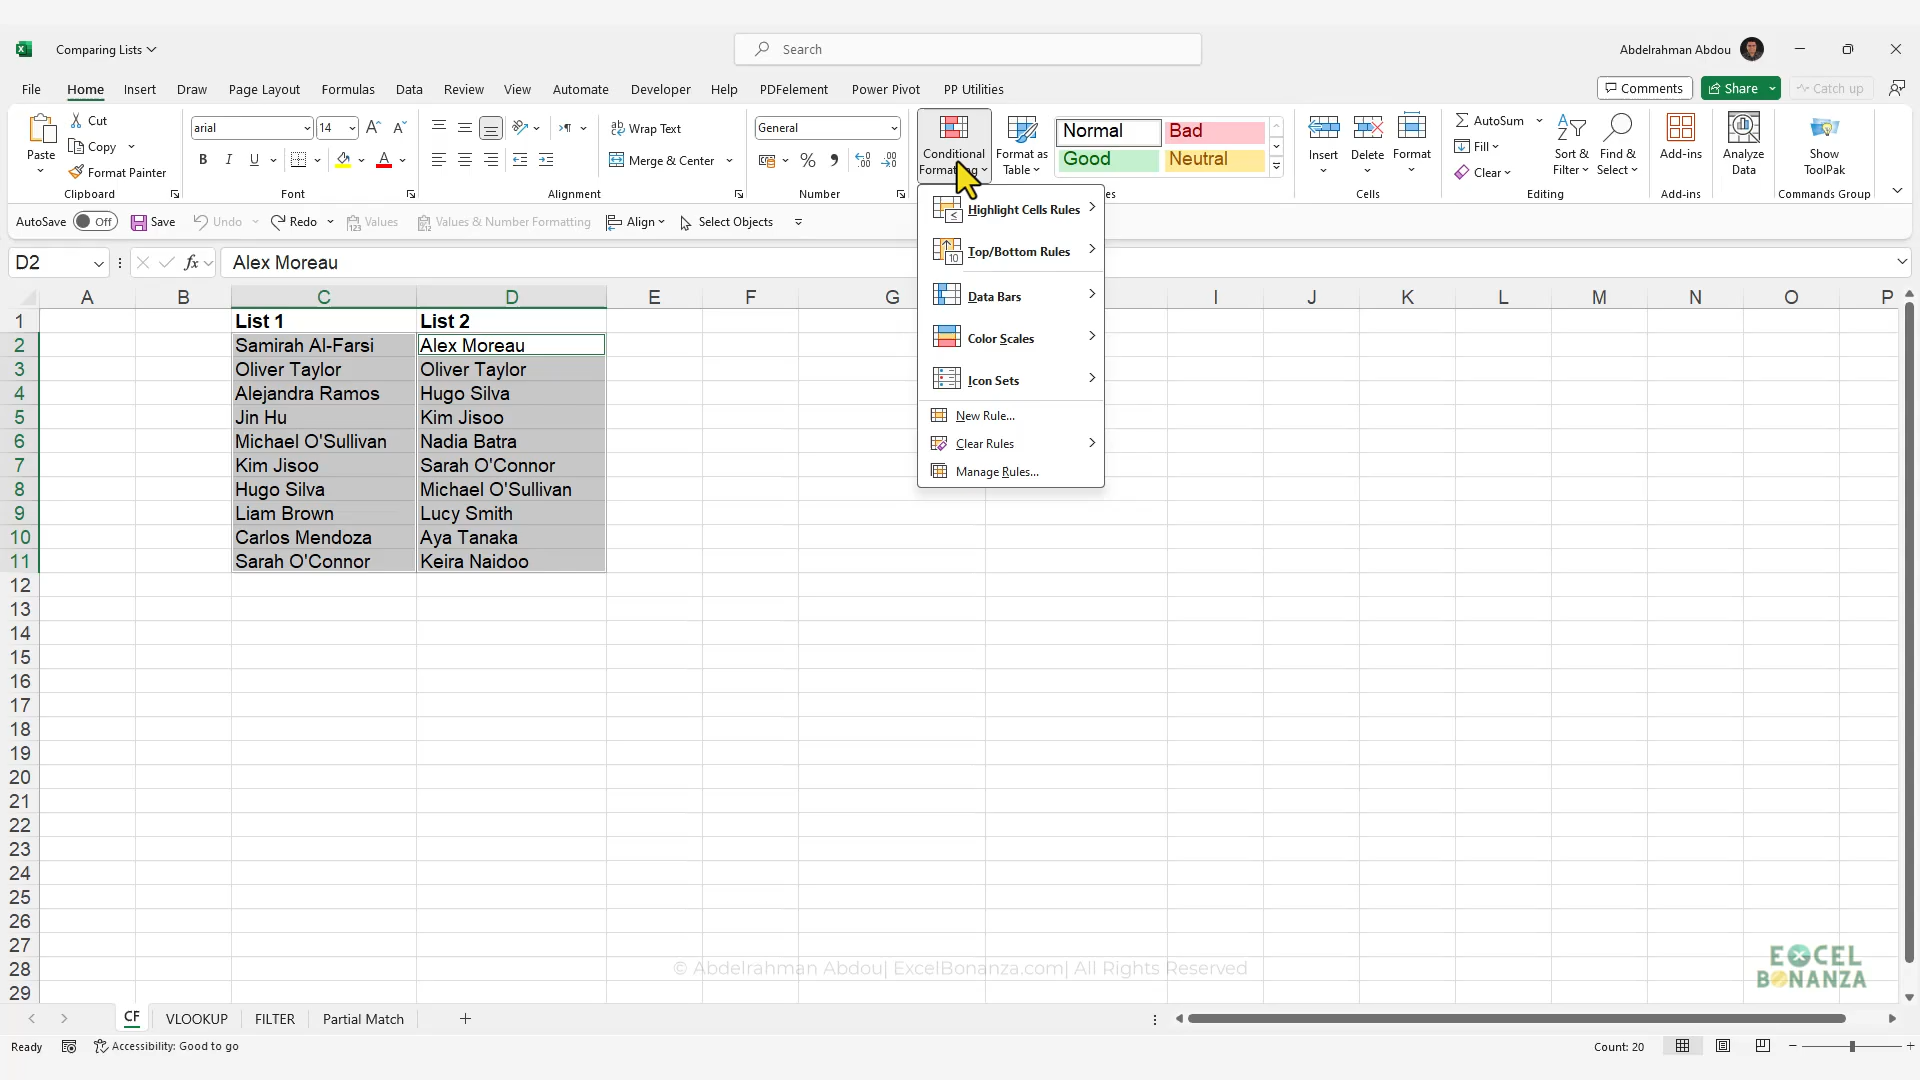 Comparing Lists
Search
Abdelrahman Abdou
File Home Insert Draw Page Layout Formulas Data Review View Automate Developer Help PDFelement Power Pivot PP Utilities
Comments Share Catch up
Paste
Cut
Copy
Format Painter
Clipboard
arial 14
B I U
Font
Wrap Text
Merge & Center
Alignment
General
Number
Conditional
Formatting
Format as
Table
Normal Bad
Good Neutral
es
Insert Delete Format
Cells
AutoSum
Fill
Clear
Sort &
Filter
Find &
Select
Editing
Add-ins
Add-ins
Analyze
Data
Show
ToolPak
Commands Group
AutoSave Off Save Undo Redo Values Values & Number Formatting Align Select Objects
D2 fx Alex Moreau
Highlight Cells Rules
Top/Bottom Rules
Data Bars
Color Scales
Icon Sets
New Rule...
Clear Rules
Manage Rules...
A B C D E F G I J K L M N O P
1 List 1 List 2
2 Samirah Al-Farsi Alex Moreau
3 Oliver Taylor Oliver Taylor
4 Alejandra Ramos Hugo Silva
5 Jin Hu Kim Jisoo
6 Michael O'Sullivan Nadia Batra
7 Kim Jisoo Sarah O'Connor
8 Hugo Silva Michael O'Sullivan
9 Liam Brown Lucy Smith
10 Carlos Mendoza Aya Tanaka
11 Sarah O'Connor Keira Naidoo
12
13
14
15
16
17
18
19
20
21
22
23
24
25
26
27
28
29
© Abdelrahman Abdou| ExcelBonanza.com| All Rights Reserved
EXCEL
BONANZA
CF VLOOKUP FILTER Partial Match
Ready Accessibility: Good to go Count: 20